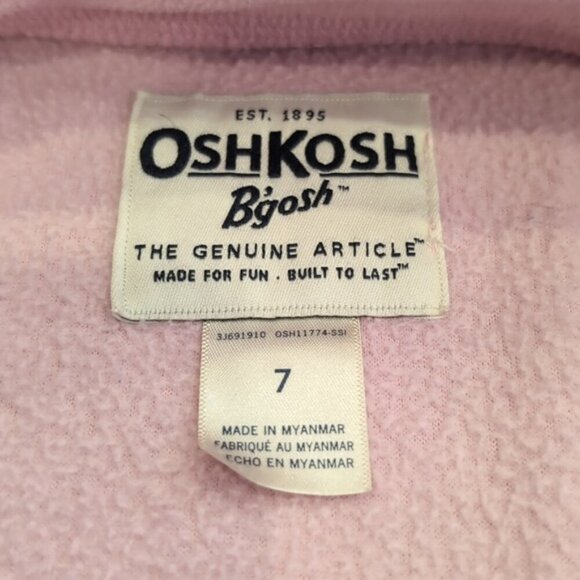 EST. 1895
OSHKOSH
B'gosh™
THE GENUINE ARTICLE™
MADE FOR FUN . BUILT TO LAST™
3J691910 OSH11774-SSI
7
MADE IN MYANMAR
FABRIQUÉ AU MYANMAR
ECHO EN MYANMAR